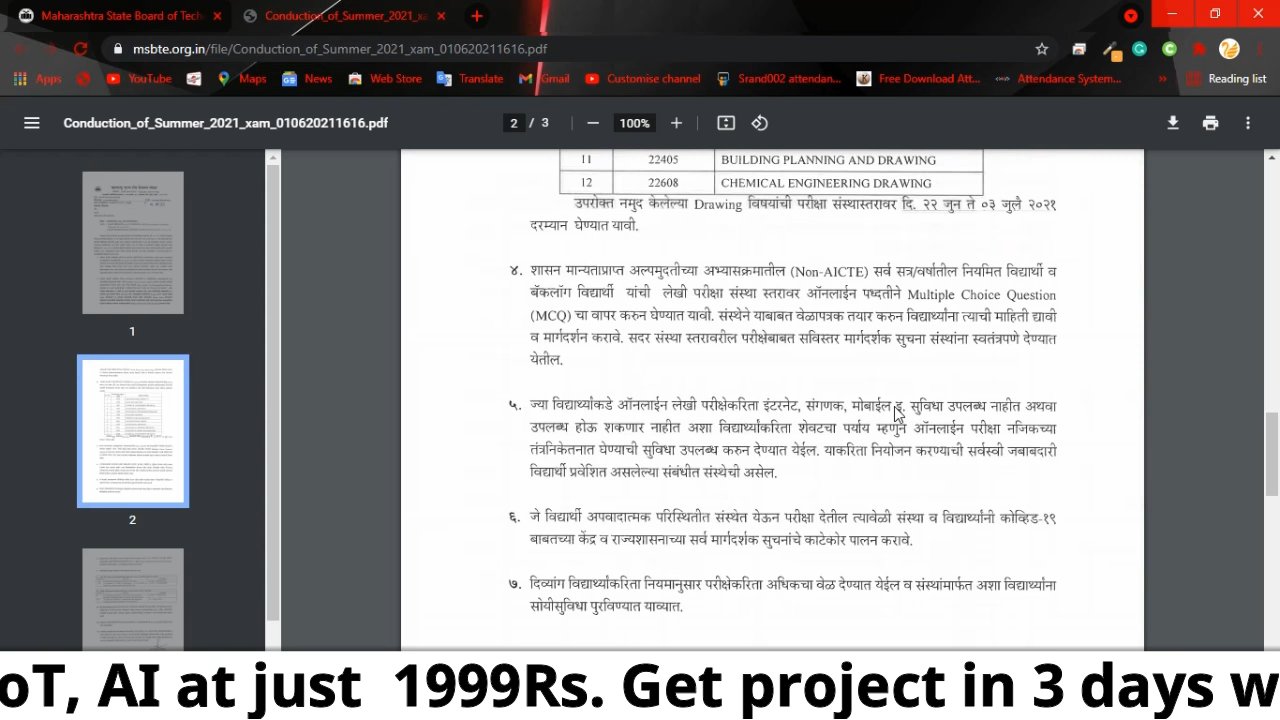 Maharashtra State Board of Tech
Conduction_of_Summer_2021_xa
msbte.org.in/file/Conduction_of_Summer_2021_xam_010620211616.pdf
Apps
YouTube
Maps
News
Web Store
Translate
Gmail
Customise channel
Srand002 attendan...
Free Download Att...
Attendance System...
»
Reading list
Conduction_of_Summer_2021_xam_010620211616.pdf
2 / 3
100%
11 22405 BUILDING PLANNING AND DRAWING
12 22608 CHEMICAL ENGINEERING DRAWING
उपरोक्त नमुद केलेल्या Drawing विषयांची परीक्षा संस्थास्तरावर दि. २२ जुन ते ०३ जुलै २०२१
दरम्यान घेण्यात यावी.
४. शासन मान्यताप्राप्त अल्पमुदतीच्या अभ्यासक्रमातील सर्व सत्र/वर्षातील नियमित विद्यार्थी व
बॅकलॉग विद्यार्थी यांची लेखी परीक्षा संस्था स्तरावर ऑनलाईन पध्दतीने Multiple Choice Question
(MCQ) चा वापर करुन घेण्यात यावी. संस्थेने याबाबत वेळापत्रक तयार करुन विद्यार्थ्यांना त्याची माहिती द्यावी
व मार्गदर्शन करावे. सदर संस्था स्तरावरील परीक्षेबाबत सविस्तर मार्गदर्शक सुचना संस्थांना स्वतंत्रपणे देण्यात
येतील.
५. ज्या विद्यार्थ्यांकडे ऑनलाईन लेखी परीक्षेकरिता इंटरनेट, संगणक, मोबाईल इ. सुविधा उपलब्ध नाहीत अथवा
उपलब्ध होऊ शकणार नाहीत अशा विद्यार्थ्यांकरिता शेवटचा पर्याय म्हणुन ऑनलाईन परीक्षा नजिकच्या
तंत्रनिकेतनात घेण्याची सुविधा उपलब्ध करुन देण्यात येईल. याकरिता नियोजन करण्याची सर्वस्वी जबाबदारी
विद्यार्थी प्रवेशित असलेल्या संबंधीत संस्थेची असेल.
६. जे विद्यार्थी अपवादात्मक परिस्थितीत संस्थेत येऊन परीक्षा देतील त्यावेळी संस्था व विद्यार्थ्यांनी कोव्हिड-१९
बाबतच्या केंद्र व राज्यशासनाच्या सर्व मार्गदर्शक सुचनांचे काटेकोर पालन करावे.
७. दिव्यांग विद्यार्थ्यांकरिता नियमानुसार परीक्षेकरिता अधिकचा वेळ देण्यात येईल व संस्थांमार्फत अशा विद्यार्थ्यांना
सोयीसुविधा पुरविण्यात याव्यात.
1
2
oT, AI at just 1999Rs. Get project in 3 days w